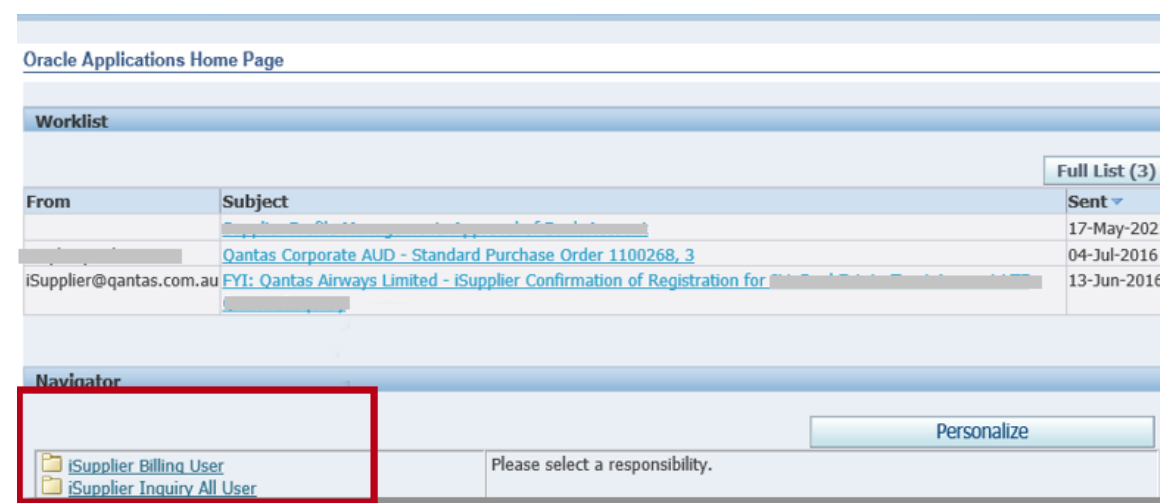 Oracle Applications Home Page
Worklist
Full List (3)
From Subject Sent
17-May-202
Qantas Corporate AUD - Standard Purchase Order 1100268, 3 04-Jul-2016
iSupplier@qantas.com.au FYI: Qantas Airways Limited - iSupplier Confirmation of Registration for 13-Jun-2016
Navigator
Personalize
iSupplier Billing User Please select a responsibility.
iSupplier Inquiry All User